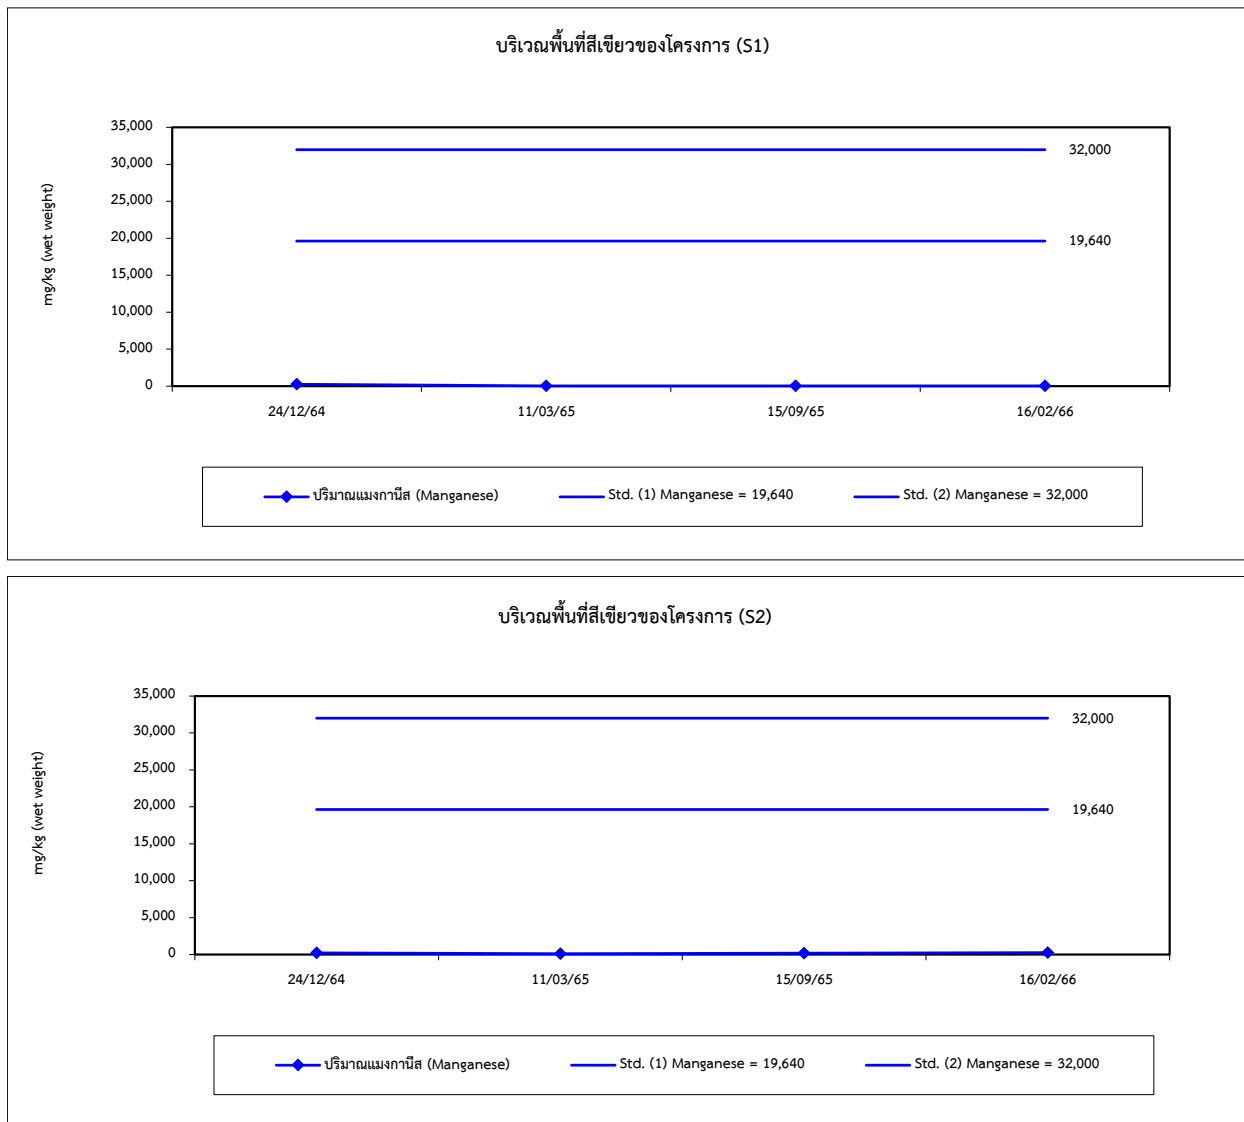 บริเวณพื้นที่สีเขียวของโครงการ (S1)
mg/kg (wet weight)
35,000
30,000
25,000
20,000
15,000
10,000
5,000
0
32,000
19,640
24/12/64 11/03/65 15/09/65 16/02/66
ปริมาณแมงกานีส (Manganese) Std. (1) Manganese = 19,640 Std. (2) Manganese = 32,000
บริเวณพื้นที่สีเขียวของโครงการ (S2)
mg/kg (wet weight)
35,000
30,000
25,000
20,000
15,000
10,000
5,000
0
32,000
19,640
24/12/64 11/03/65 15/09/65 16/02/66
ปริมาณแมงกานีส (Manganese) Std. (1) Manganese = 19,640 Std. (2) Manganese = 32,000